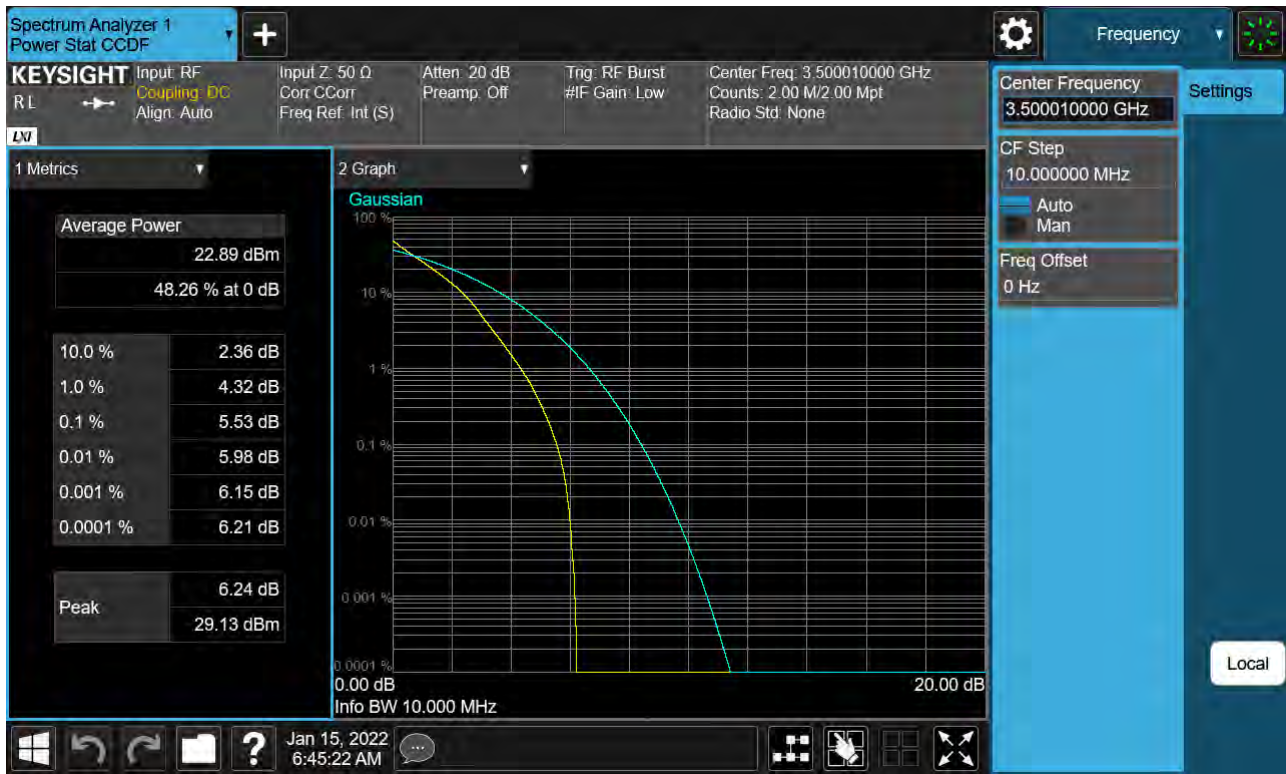 Spectrum Analyzer 1
Power Stat CCDF
+
Frequency
KEYSIGHT
RL
LXI
Input: RF
Coupling: DC
Align: Auto
Input Z: 50 Ω
Corr CCorr
Freq Ref: Int (S)
Atten: 20 dB
Preamp: Off
Trig: RF Burst
#IF Gain: Low
Center Freq: 3.500010000 GHz
Counts: 2.00 M/2.00 Mpt
Radio Std: None
Center Frequency
3.500010000 GHz
Settings
CF Step
10.000000 MHz
Auto
Man
Freq Offset
0 Hz
1 Metrics
Average Power
22.89 dBm
48.26 % at 0 dB
10.0 % 2.36 dB
1.0 % 4.32 dB
0.1 % 5.53 dB
0.01 % 5.98 dB
0.001 % 6.15 dB
0.0001 % 6.21 dB
Peak
6.24 dB
29.13 dBm
2 Graph
Gaussian
100 %
10 %
1 %
0.1 %
0.01 %
0.001 %
0.0001 %
0.00 dB 20.00 dB
Info BW 10.000 MHz
Local
?
Jan 15, 2022
6:45:22 AM